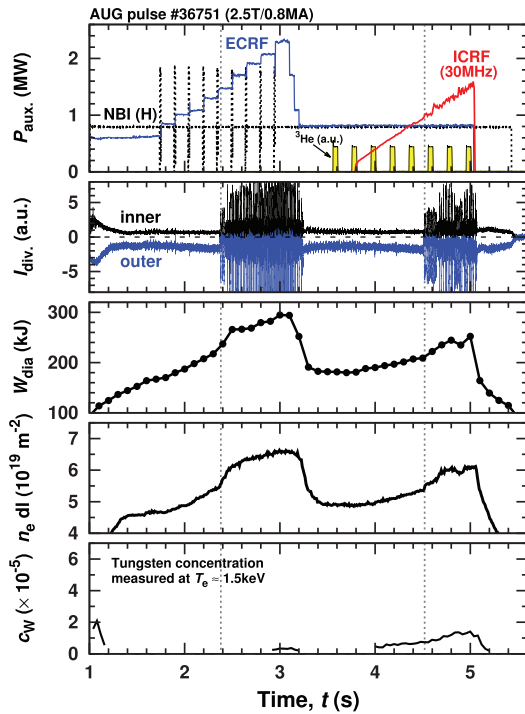 AUG pulse #36751 (2.5T/0.8MA)
P_aux. (MW)
2
1
0
ECRF
ICRF
(30MHz)
NBI (H)
³He (a.u.)
I_div. (a.u.)
5
0
-5
inner
outer
W_dia (kJ)
300
200
100
n_e dl (10¹⁹ m⁻²)
7
6
5
4
c_W (× 10⁻⁵)
6
4
2
0
Tungsten concentration
measured at T_e ≈ 1.5keV
1 2 3 4 5
Time, t (s)